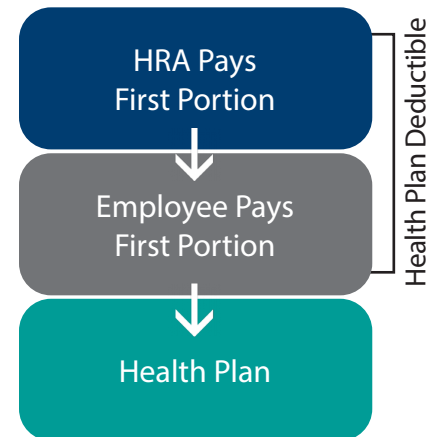 HRA Pays
First Portion
Employee Pays
First Portion
Health Plan
Health Plan Deductible